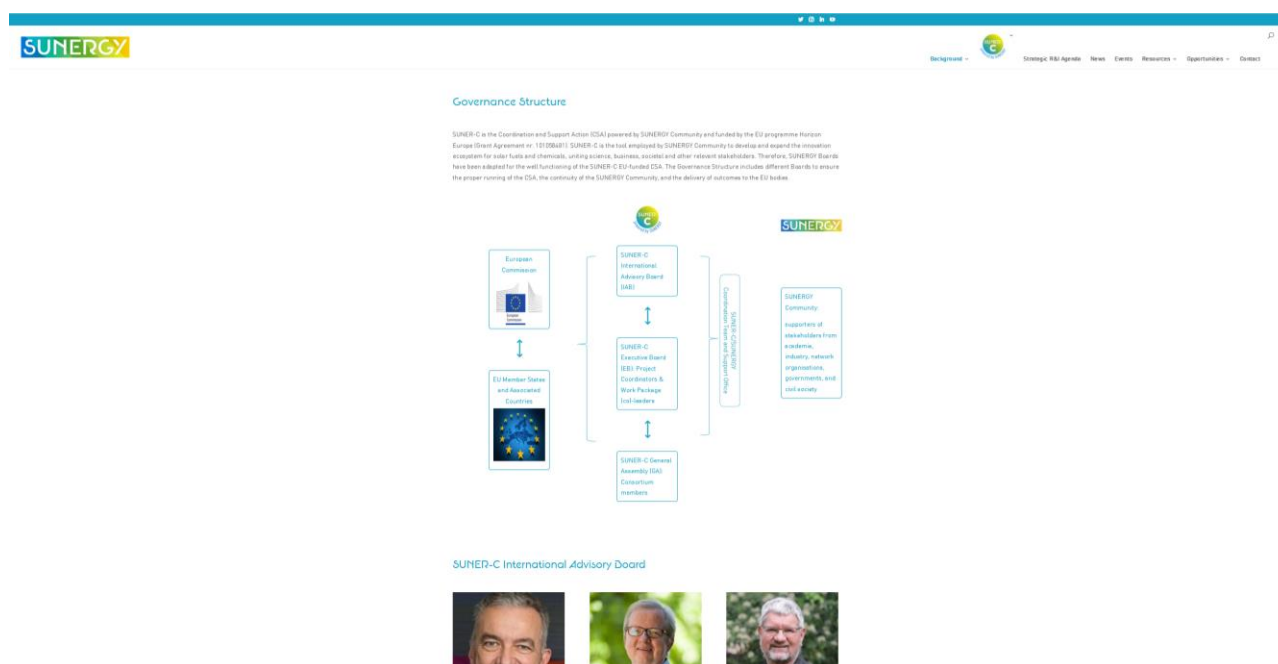 SUNERGY
SUNER
C
Background
Strategic R&I Agenda
News
Events
Resources
Opportunities
Contact
Governance Structure
SUNER-C is the Coordination and Support Action (CSA) powered by SUNERGY Community and funded by the EU programme Horizon
Europe (Grant Agreement nr. 101058481). SUNER-C is the tool employed by SUNERGY Community to develop and expand the innovation
ecosystem for solar fuels and chemicals, uniting science, business, societal and other relevant stakeholders. Therefore, SUNERGY Boards
have been adapted for the well functioning of the SUNER-C EU-funded CSA. The Governance Structure includes different Boards to ensure
the proper running of the CSA, the continuity of the SUNERGY Community, and the delivery of outcomes to the EU bodies
SUNER
C
SUNERGY
European
Commission
European
Commission
EU Member States
and Associated
Countries
SUNER-C
International
Advisory Board
(IAB)
SUNER-C
Executive Board
(EB): Project
Coordinators &
Work Package
(co)-leaders
SUNER-C General
Assembly (GA):
Consortium
members
SUNER-C/SUNERGY
Coordination Team and Support Office
SUNERGY
Community:
supporters of
stakeholders from
academia,
industry, network
organisations,
governments, and
civil society
SUNER-C International Advisory Board